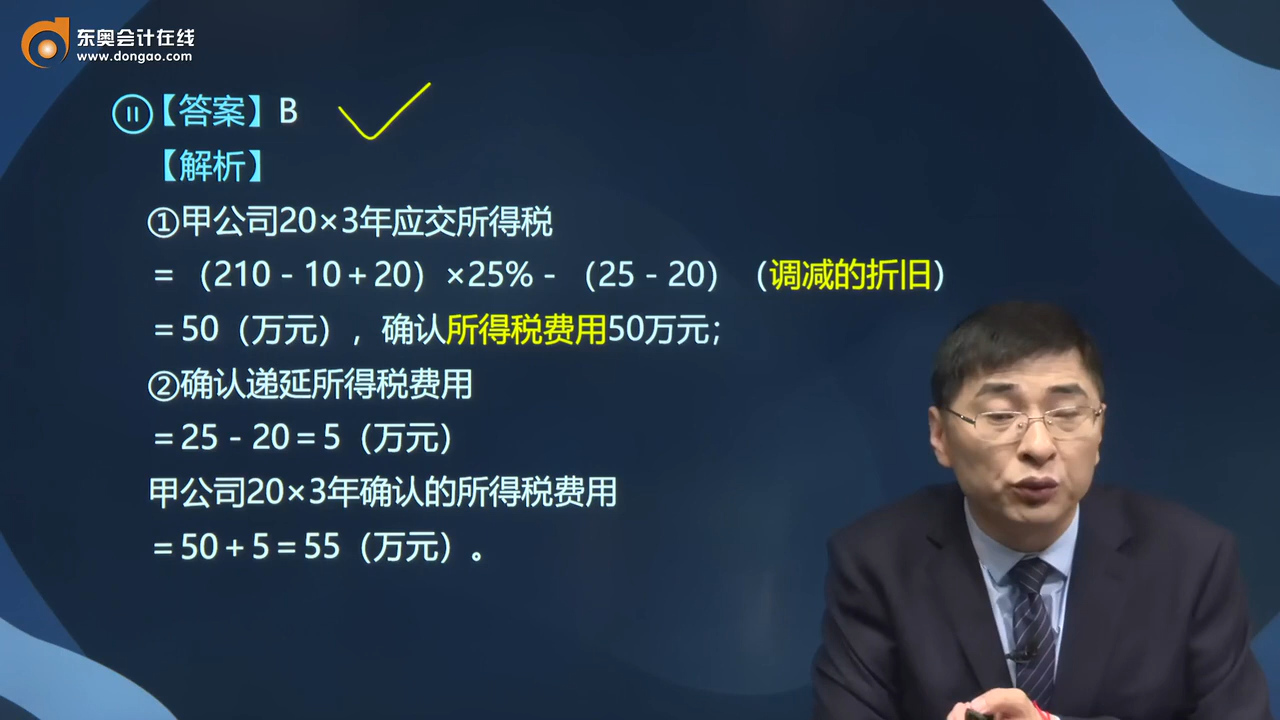 东奥会计在线
www.dongao.com
⑪【答案】B
【解析】
①甲公司20×3年应交所得税
=（210－10＋20）×25%－（25－20）（调减的折旧）
=50（万元），确认所得税费用50万元；
②确认递延所得税费用
=25－20=5（万元）
甲公司20×3年确认的所得税费用
=50＋5=55（万元）。